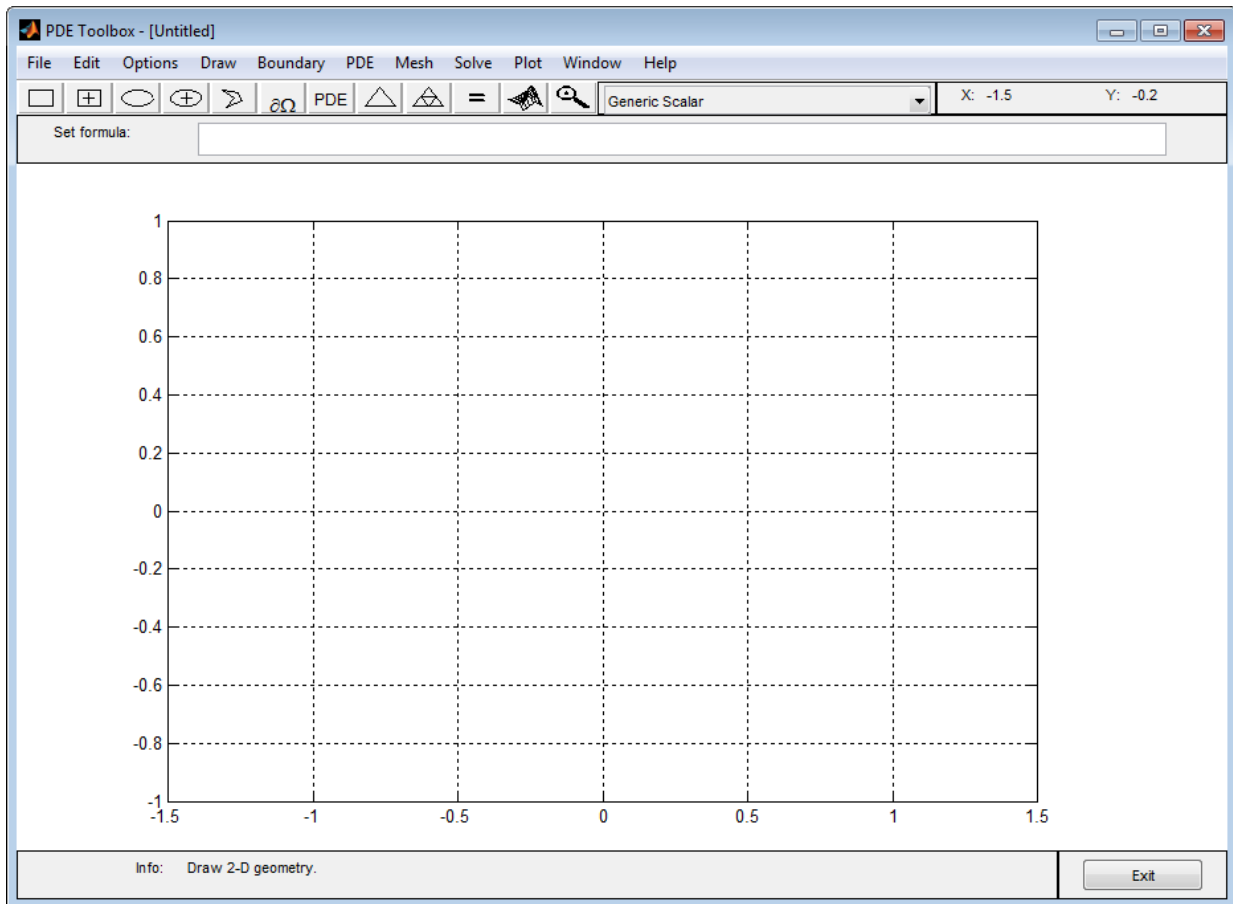 PDE Toolbox - [Untitled]
File Edit Options Draw Boundary PDE Mesh Solve Plot Window Help
∂Ω PDE = Generic Scalar X: -1.5 Y: -0.2
Set formula:
1
0.8
0.6
0.4
0.2
0
-0.2
-0.4
-0.6
-0.8
-1
-1.5 -1 -0.5 0 0.5 1 1.5
Info: Draw 2-D geometry. Exit